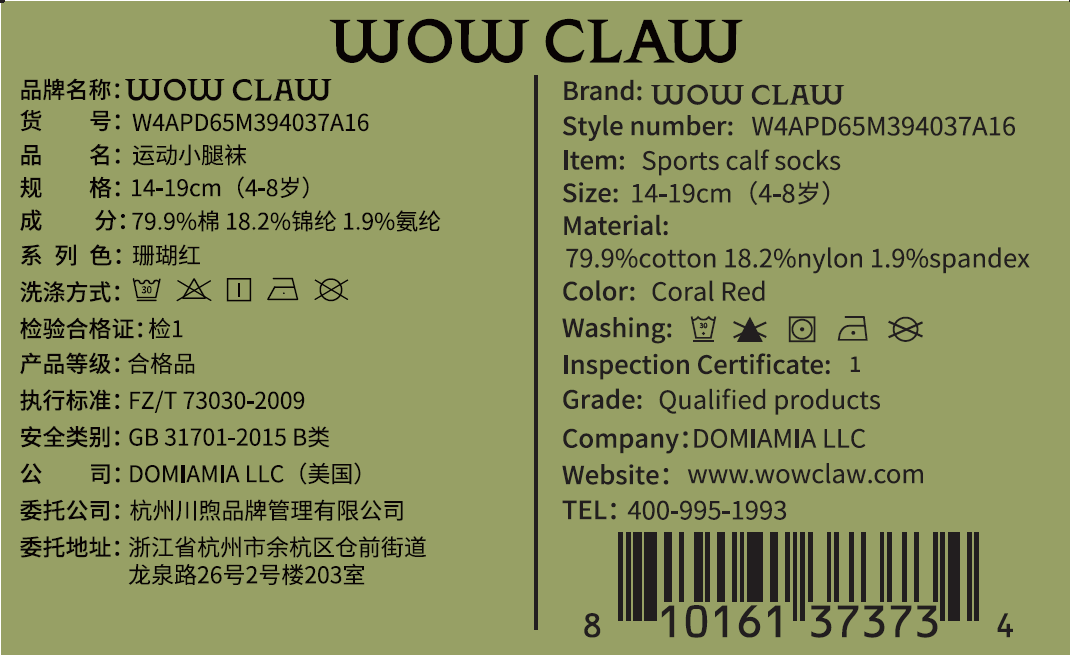 WOW CLAW
品牌名称：WOW CLAW
货 号：W4APD65M394037A16
品 名：运动小腿袜
规 格：14-19cm（4-8岁）
成 分：79.9%棉 18.2%锦纶 1.9%氨纶
系 列 色：珊瑚红
洗涤方式：30
检验合格证：检1
产品等级：合格品
执行标准：FZ/T 73030-2009
安全类别：GB 31701-2015 B类
公 司：DOMIAMIA LLC（美国）
委托公司：杭州川煦品牌管理有限公司
委托地址：浙江省杭州市余杭区仓前街道
龙泉路26号2号楼203室
Brand: WOW CLAW
Style number: W4APD65M394037A16
Item: Sports calf socks
Size: 14-19cm（4-8岁）
Material:
79.9%cotton 18.2%nylon 1.9%spandex
Color: Coral Red
Washing: 30
Inspection Certificate: 1
Grade: Qualified products
Company：DOMIAMIA LLC
Website： www.wowclaw.com
TEL：400-995-1993
8 10161 37373 4